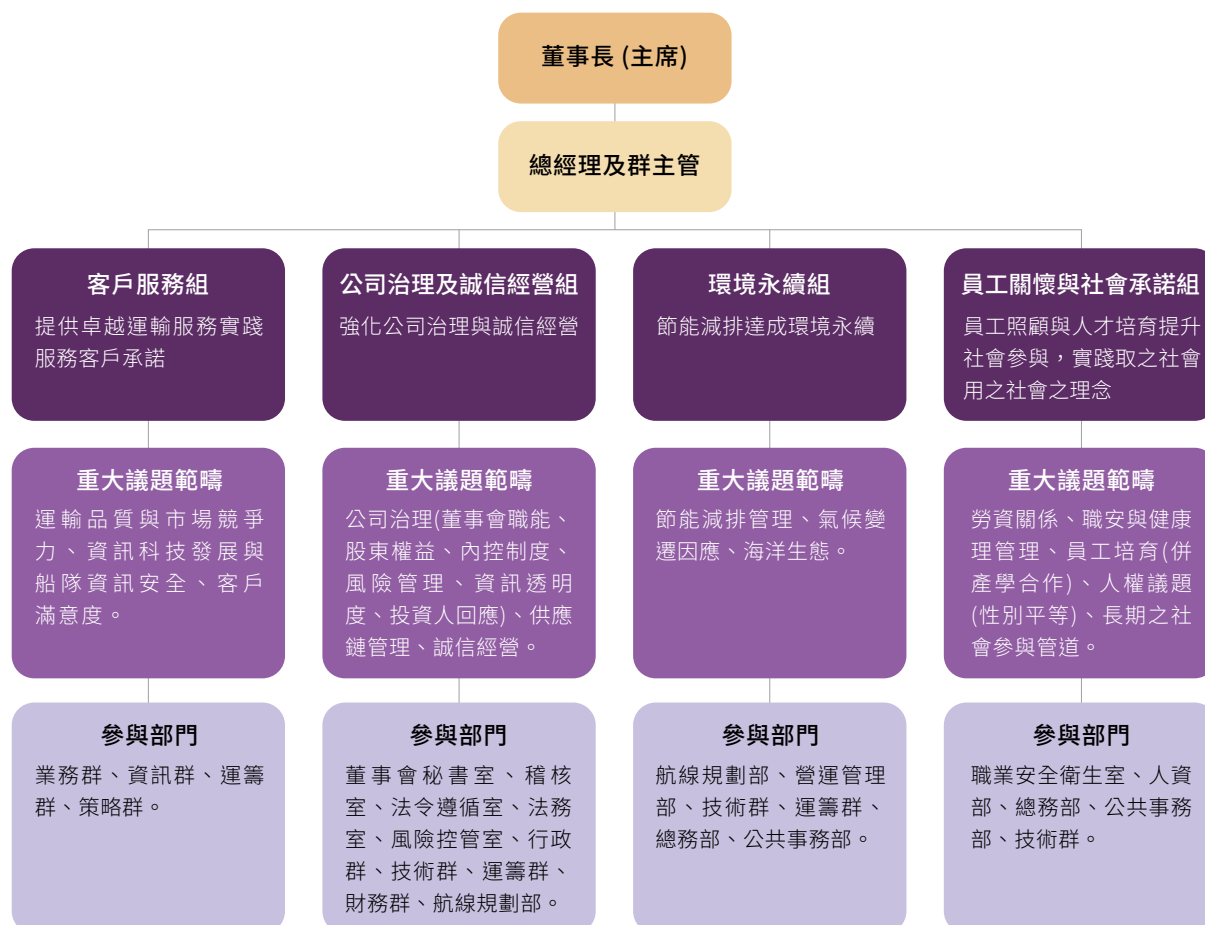 董事長 (主席)
總經理及群主管
客戶服務組
提供卓越運輸服務實踐
服務客戶承諾
重大議題範疇
運輸品質與市場競爭
力、資訊科技發展與
船隊資訊安全、客戶
滿意度。
參與部門
業務群、資訊群、運籌
群、策略群。
公司治理及誠信經營組
強化公司治理與誠信經營
重大議題範疇
公司治理(董事會職能、
股東權益、內控制度、
風險管理、資訊透明
度、投資人回應)、供應
鏈管理、誠信經營。
參與部門
董事會秘書室、稽核
室、法令遵循室、法務
室、風險控管室、行政
群、技術群、運籌群、
財務群、航線規劃部。
環境永續組
節能減排達成環境永續
重大議題範疇
節能減排管理、氣候變
遷因應、海洋生態。
參與部門
航線規劃部、營運管理
部、技術群、運籌群、
總務部、公共事務部。
員工關懷與社會承諾組
員工照顧與人才培育提升
社會參與，實踐取之社會
用之社會之理念
重大議題範疇
勞資關係、職安與健康
理管理、員工培育(併
產學合作)、人權議題
(性別平等)、長期之社
會參與管道。
參與部門
職業安全衛生室、人資
部、總務部、公共事務
部、技術群。